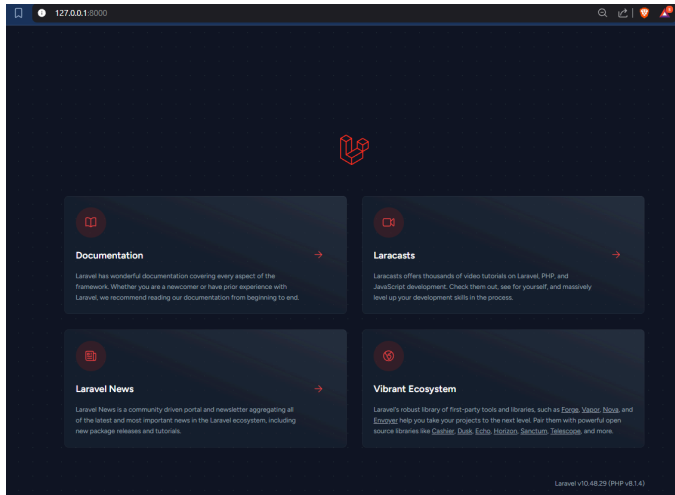 127.0.0.1:8000
Documentation
Laravel has wonderful documentation covering every aspect of the
framework. Whether you are a newcomer or have prior experience with
Laravel, we recommend reading our documentation from beginning to end.
Laracasts
Laracasts offers thousands of video tutorials on Laravel, PHP, and
JavaScript development. Check them out, see for yourself, and massively
level up your development skills in the process.
Laravel News
Laravel News is a community driven portal and newsletter aggregating all
of the latest and most important news in the Laravel ecosystem, including
new package releases and tutorials.
Vibrant Ecosystem
Laravel's robust library of first-party tools and libraries, such as Forge, Vapor, Nova, and
Envoyer help you take your projects to the next level. Pair them with powerful open
source libraries like Cashier, Dusk, Echo, Horizon, Sanctum, Telescope, and more.
Laravel v10.48.29 (PHP v8.1.4)